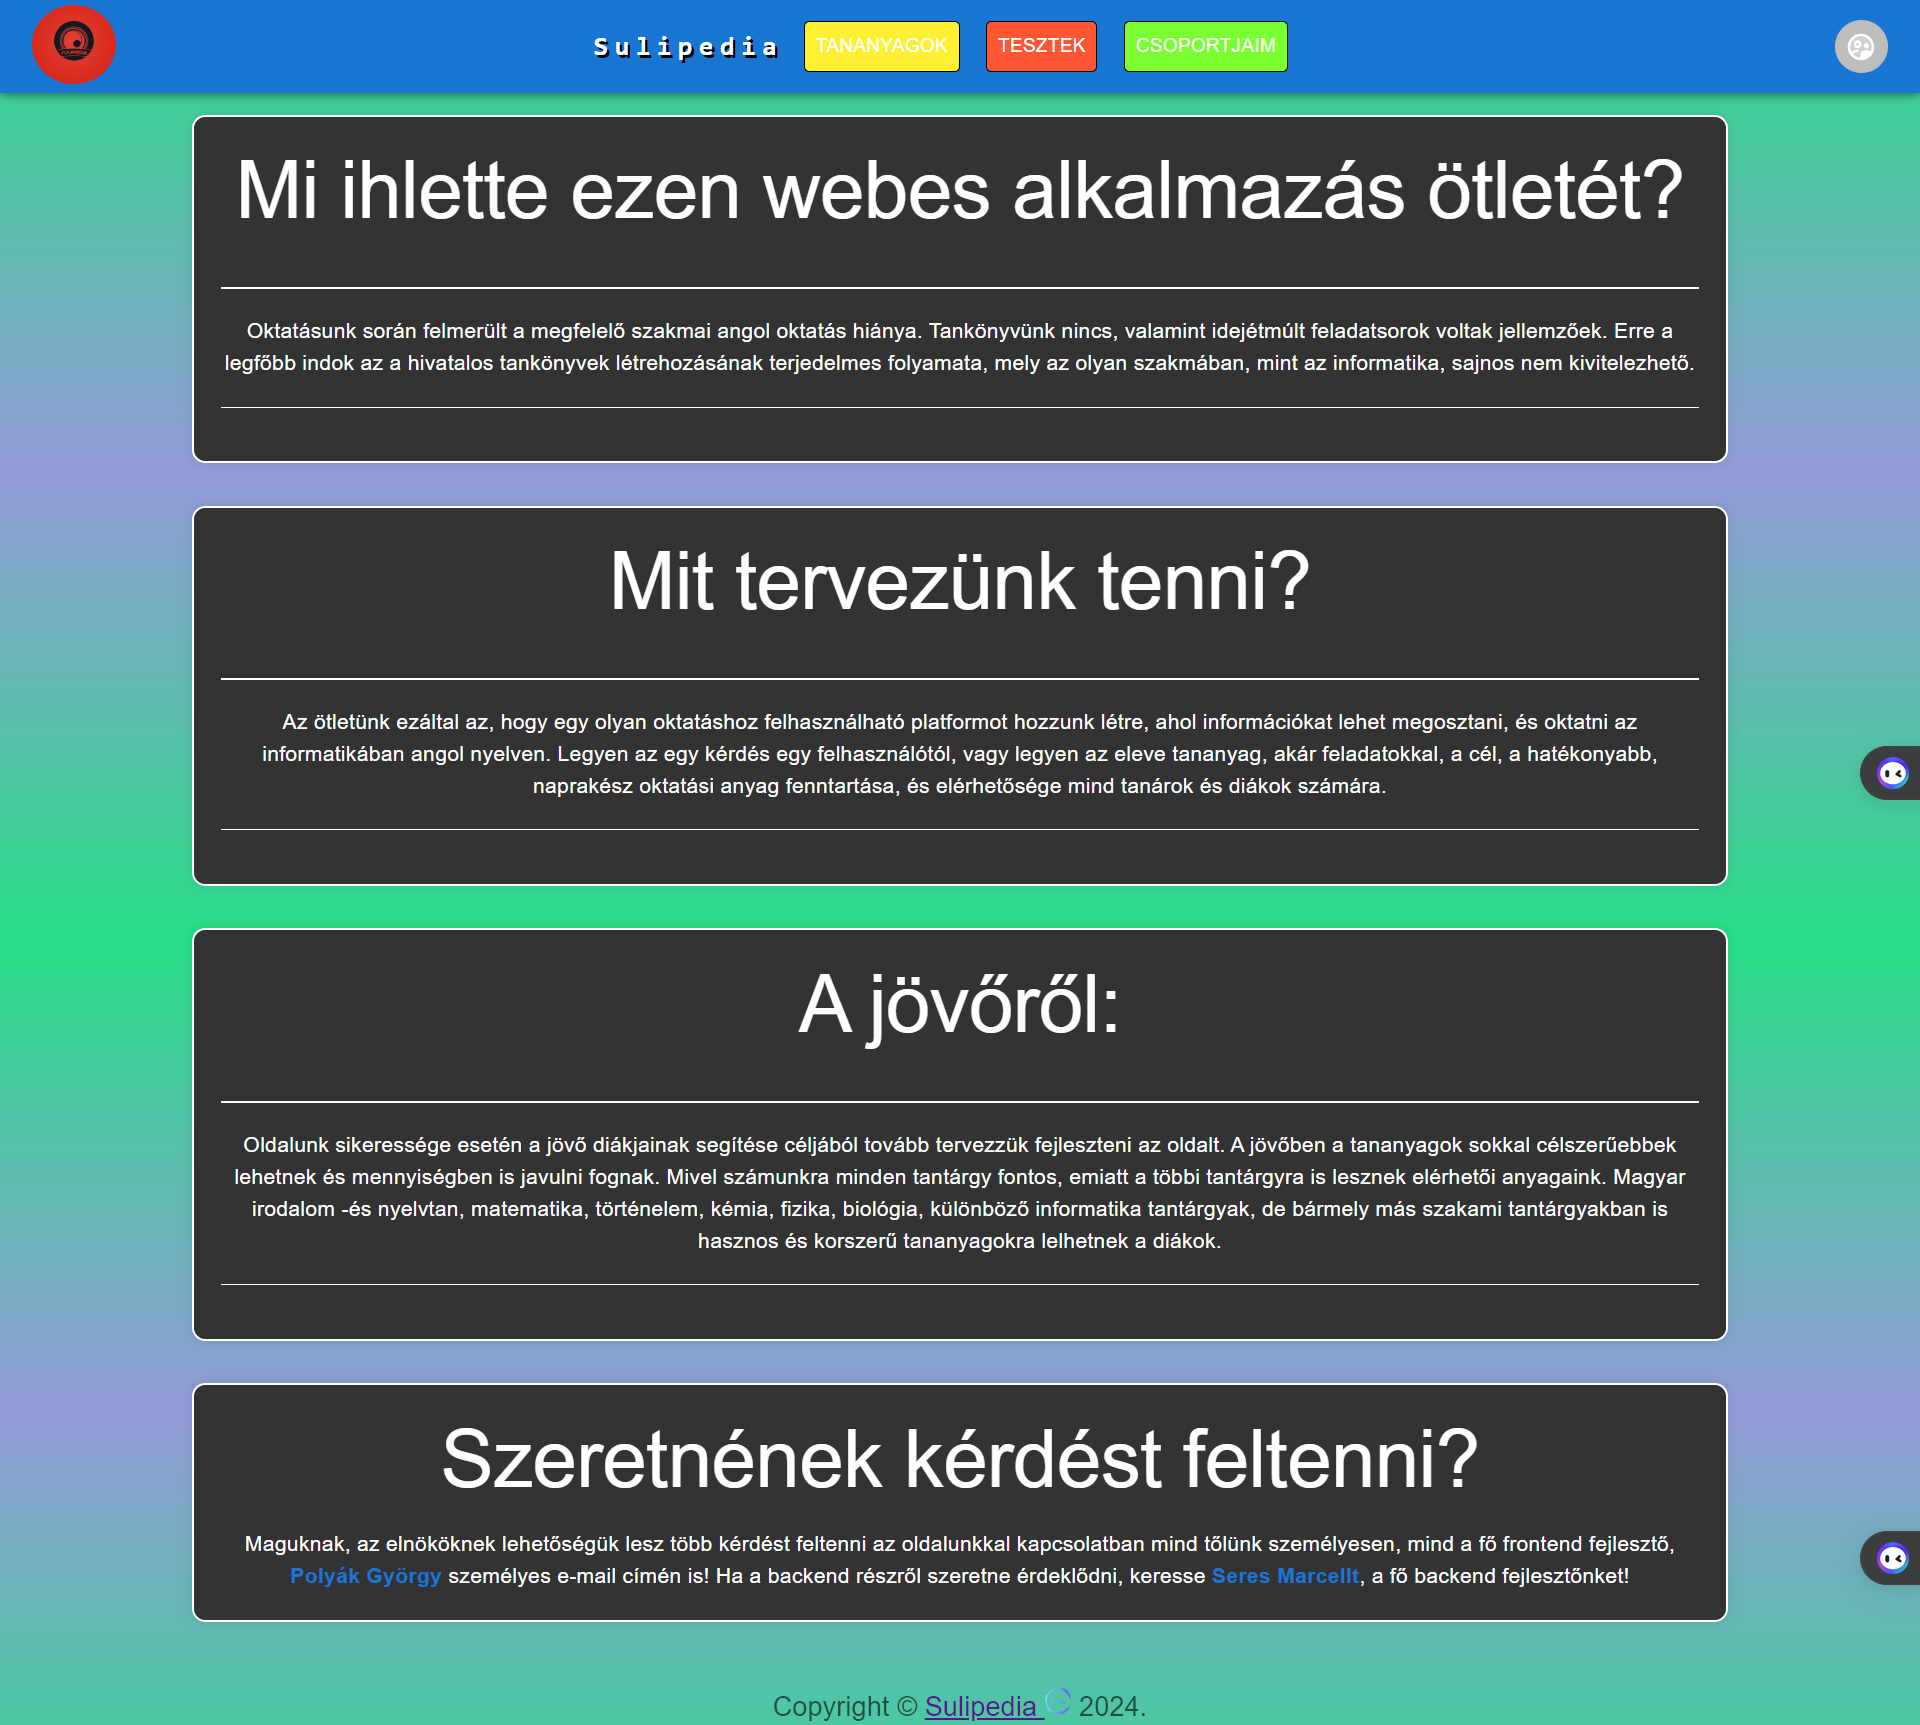 Sulipedia TANANYAGOK TESZTEK CSOPORTJAIM
Mi ihlette ezen webes alkalmazás ötletét?
Oktatásunk során felmerült a megfelelő szakmai angol oktatás hiánya. Tankönyvünk nincs, valamint idejétmúlt feladatsorok voltak jellemzőek. Erre a
legfőbb indok az a hivatalos tankönyvek létrehozásának terjedelmes folyamata, mely az olyan szakmában, mint az informatika, sajnos nem kivitelezhető.
Mit tervezünk tenni?
Az ötletünk ezáltal az, hogy egy olyan oktatáshoz felhasználható platformot hozzunk létre, ahol információkat lehet megosztani, és oktatni az
informatikában angol nyelven. Legyen az egy kérdés egy felhasználótól, vagy legyen az eleve tananyag, akár feladatokkal, a cél, a hatékonyabb,
naprakész oktatási anyag fenntartása, és elérhetősége mind tanárok és diákok számára.
A jövőről:
Oldalunk sikeressége esetén a jövő diákjainak segítése céljából tovább tervezzük fejleszteni az oldalt. A jövőben a tananyagok sokkal célszerűebbek
lehetnek és mennyiségben is javulni fognak. Mivel számunkra minden tantárgy fontos, emiatt a többi tantárgyra is lesznek elérhetői anyagaink. Magyar
irodalom -és nyelvtan, matematika, történelem, kémia, fizika, biológia, különböző informatika tantárgyak, de bármely más szakami tantárgyakban is
hasznos és korszerű tananyagokra lelhetnek a diákok.
Szeretnének kérdést feltenni?
Maguknak, az elnököknek lehetőségük lesz több kérdést feltenni az oldalunkkal kapcsolatban mind tőlünk személyesen, mind a fő frontend fejlesztő,
Polyák György személyes e-mail címén is! Ha a backend részről szeretne érdeklődni, keresse Seres Marcellt, a fő backend fejlesztőnket!
Copyright © Sulipedia 2024.